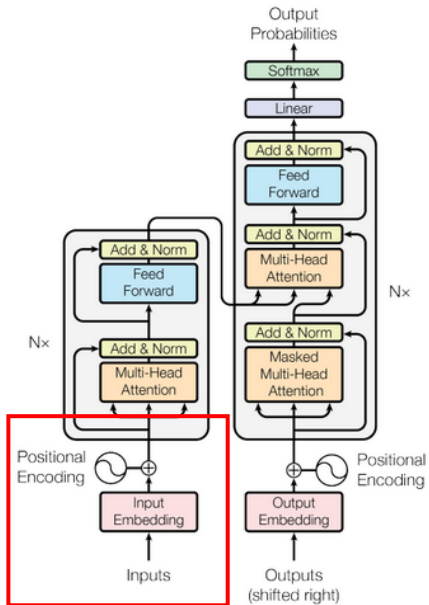 Output
Probabilities
Softmax
Linear
Add & Norm
Feed
Forward
Add & Norm
Multi-Head
Attention
Nx
Add & Norm
Masked
Multi-Head
Attention
Positional
Encoding
Output
Embedding
Outputs
(shifted right)
Add & Norm
Feed
Forward
Nx
Add & Norm
Multi-Head
Attention
Positional
Encoding
Input
Embedding
Inputs